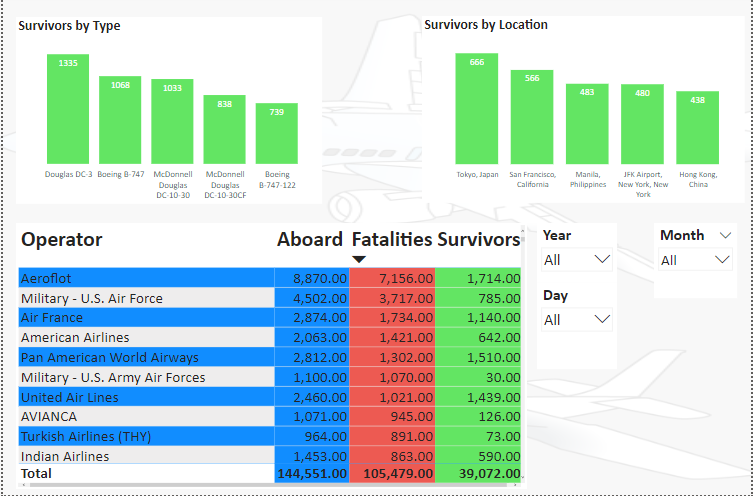 Survivors by Type
1335
1068
1033
838
739
Douglas DC-3
Boeing B-747
McDonnell
Douglas
DC-10-30
McDonnell
Douglas
DC-10-30CF
Boeing
B-747-122
Survivors by Location
666
566
483
480
438
Tokyo, Japan
San Francisco,
California
Manila,
Philippines
JFK Airport,
New York, New
York
Hong Kong,
China
Operator Aboard Fatalities Survivors
Aeroflot 8,870.00 7,156.00 1,714.00
Military - U.S. Air Force 4,502.00 3,717.00 785.00
Air France 2,874.00 1,734.00 1,140.00
American Airlines 2,063.00 1,421.00 642.00
Pan American World Airways 2,812.00 1,302.00 1,510.00
Military - U.S. Army Air Forces 1,100.00 1,070.00 30.00
United Air Lines 2,460.00 1,021.00 1,439.00
AVIANCA 1,071.00 945.00 126.00
Turkish Airlines (THY) 964.00 891.00 73.00
Indian Airlines 1,453.00 863.00 590.00
Total 144,551.00 105,479.00 39,072.00
Year
All
Day
All
Month
All